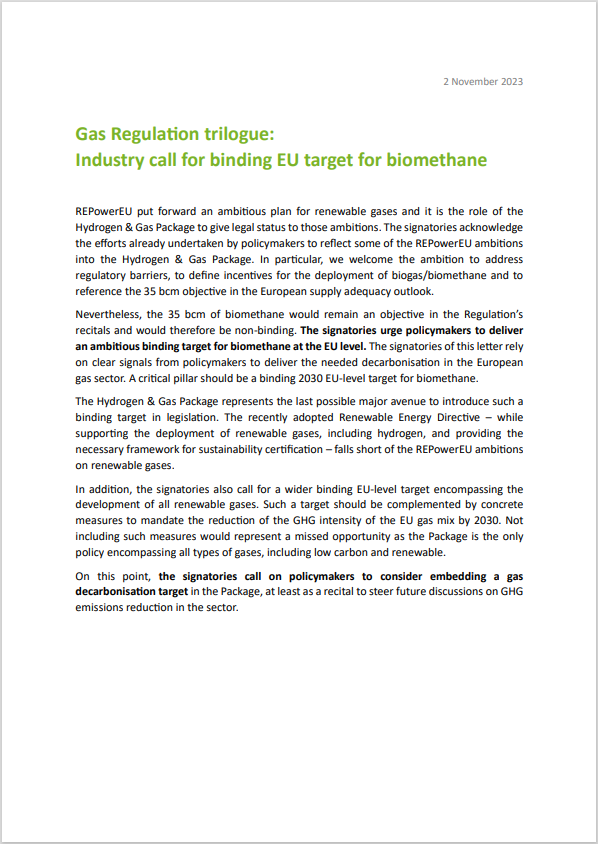 2 November 2023
Gas Regulation trilogue:
Industry call for binding EU target for biomethane
REPowerEU put forward an ambitious plan for renewable gases and it is the role of the
Hydrogen & Gas Package to give legal status to those ambitions. The signatories acknowledge
the efforts already undertaken by policymakers to reflect some of the REPowerEU ambitions
into the Hydrogen & Gas Package. In particular, we welcome the ambition to address
regulatory barriers, to define incentives for the deployment of biogas/biomethane and to
reference the 35 bcm objective in the European supply adequacy outlook.
Nevertheless, the 35 bcm of biomethane would remain an objective in the Regulation’s
recitals and would therefore be non-binding. The signatories urge policymakers to deliver
an ambitious binding target for biomethane at the EU level. The signatories of this letter rely
on clear signals from policymakers to deliver the needed decarbonisation in the European
gas sector. A critical pillar should be a binding 2030 EU-level target for biomethane.
The Hydrogen & Gas Package represents the last possible major avenue to introduce such a
binding target in legislation. The recently adopted Renewable Energy Directive – while
supporting the deployment of renewable gases, including hydrogen, and providing the
necessary framework for sustainability certification – falls short of the REPowerEU ambitions
on renewable gases.
In addition, the signatories also call for a wider binding EU-level target encompassing the
development of all renewable gases. Such a target should be complemented by concrete
measures to mandate the reduction of the GHG intensity of the EU gas mix by 2030. Not
including such measures would represent a missed opportunity as the Package is the only
policy encompassing all types of gases, including low carbon and renewable.
On this point, the signatories call on policymakers to consider embedding a gas
decarbonisation target in the Package, at least as a recital to steer future discussions on GHG
emissions reduction in the sector.